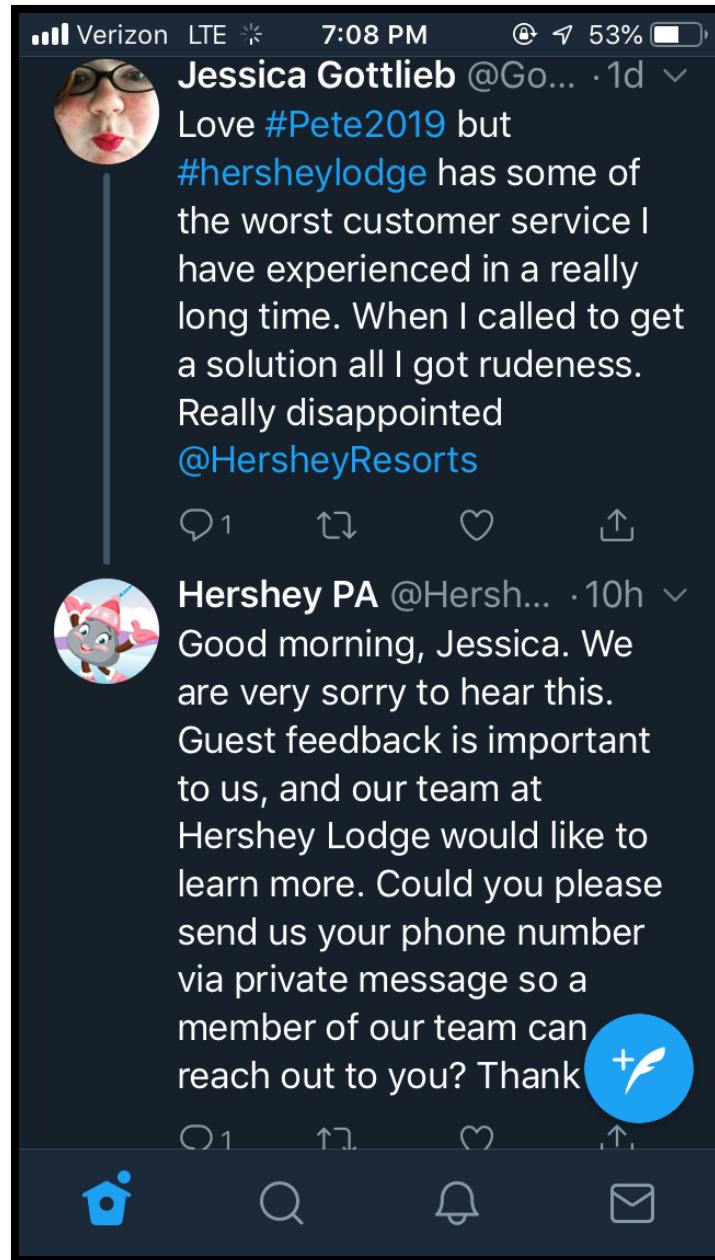 Verizon LTE 7:08 PM 53%
Jessica Gottlieb @Go... · 1d
Love #Pete2019 but
#hersheylodge has some of
the worst customer service I
have experienced in a really
long time. When I called to get
a solution all I got rudeness.
Really disappointed
@HersheyResorts
1
Hershey PA @Hersh... · 10h
Good morning, Jessica. We
are very sorry to hear this.
Guest feedback is important
to us, and our team at
Hershey Lodge would like to
learn more. Could you please
send us your phone number
via private message so a
member of our team can
reach out to you? Thank
1